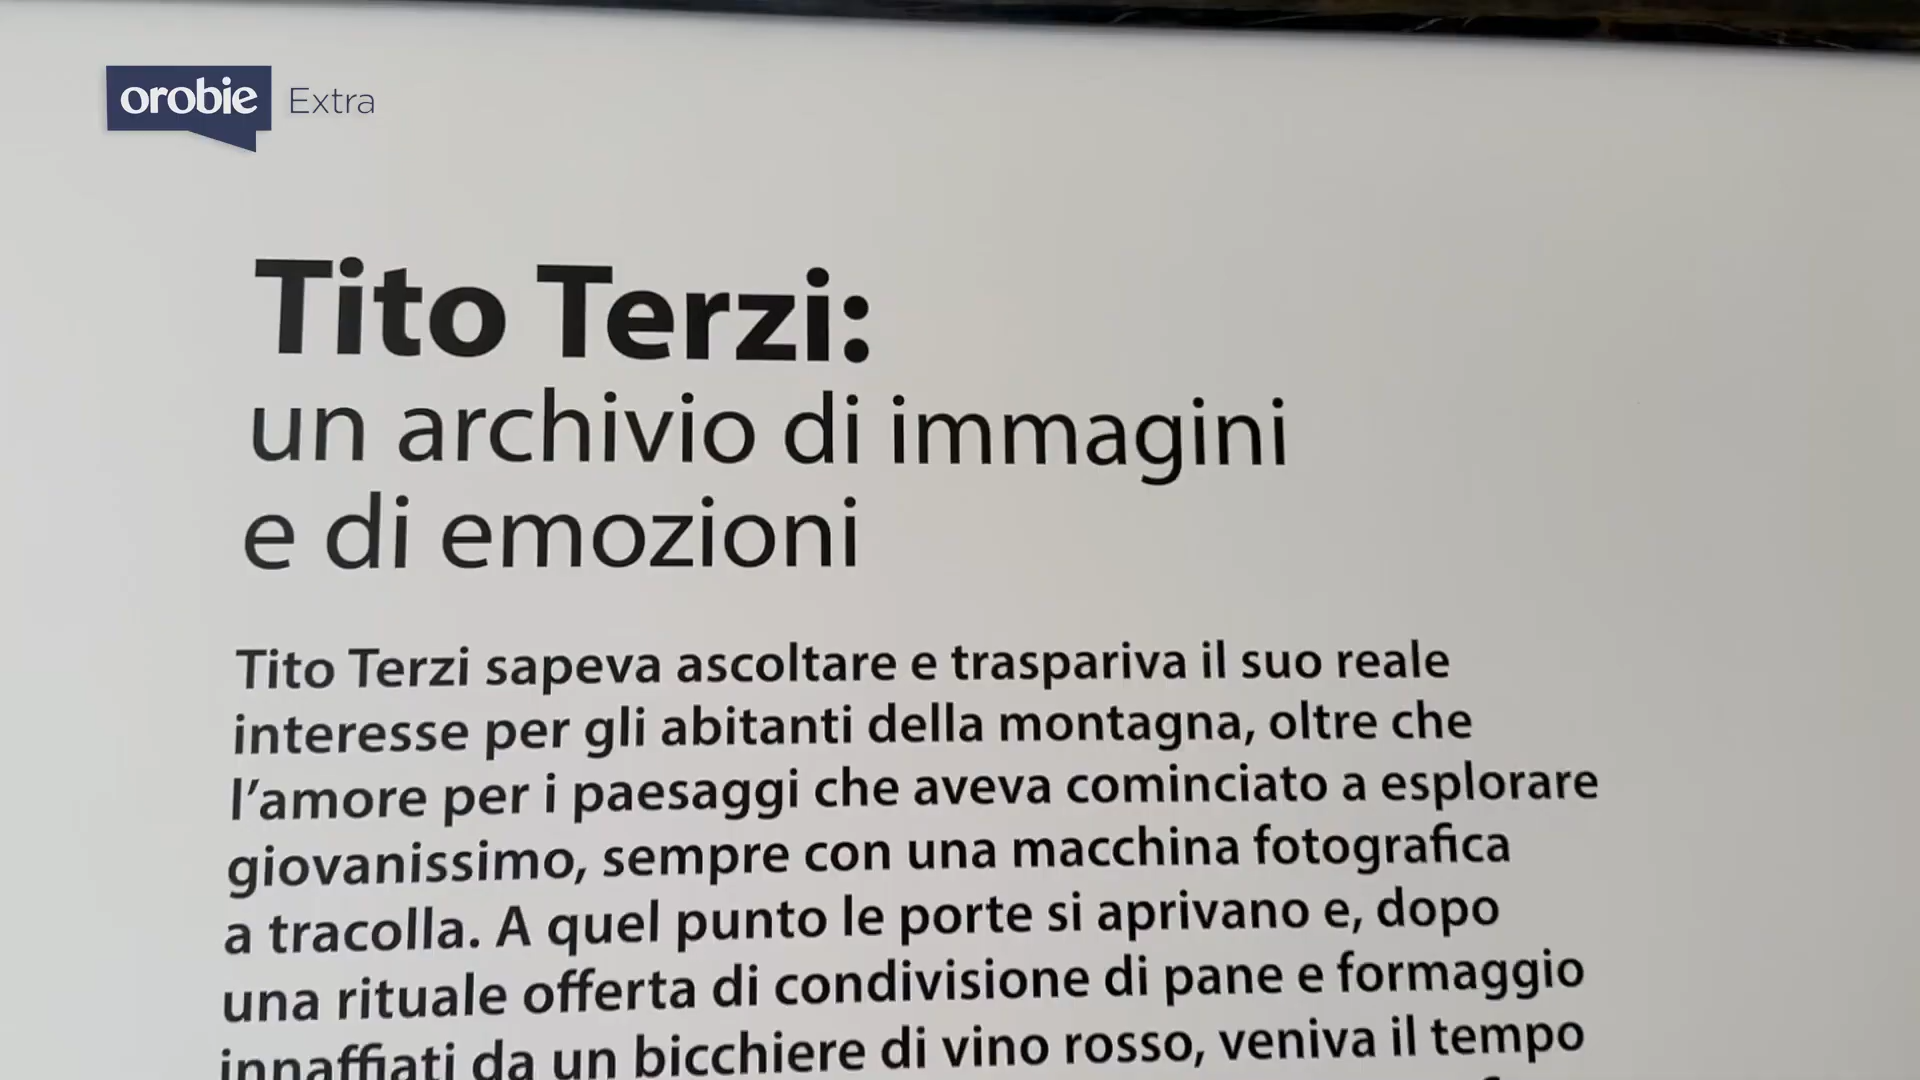 orobie Extra
Tito Terzi:
un archivio di immagini
e di emozioni
Tito Terzi sapeva ascoltare e traspariva il suo reale
interesse per gli abitanti della montagna, oltre che
l’amore per i paesaggi che aveva cominciato a esplorare
giovanissimo, sempre con una macchina fotografica
a tracolla. A quel punto le porte si aprivano e, dopo
una rituale offerta di condivisione di pane e formaggio
innaffiati da un bicchiere di vino rosso, veniva il tempo